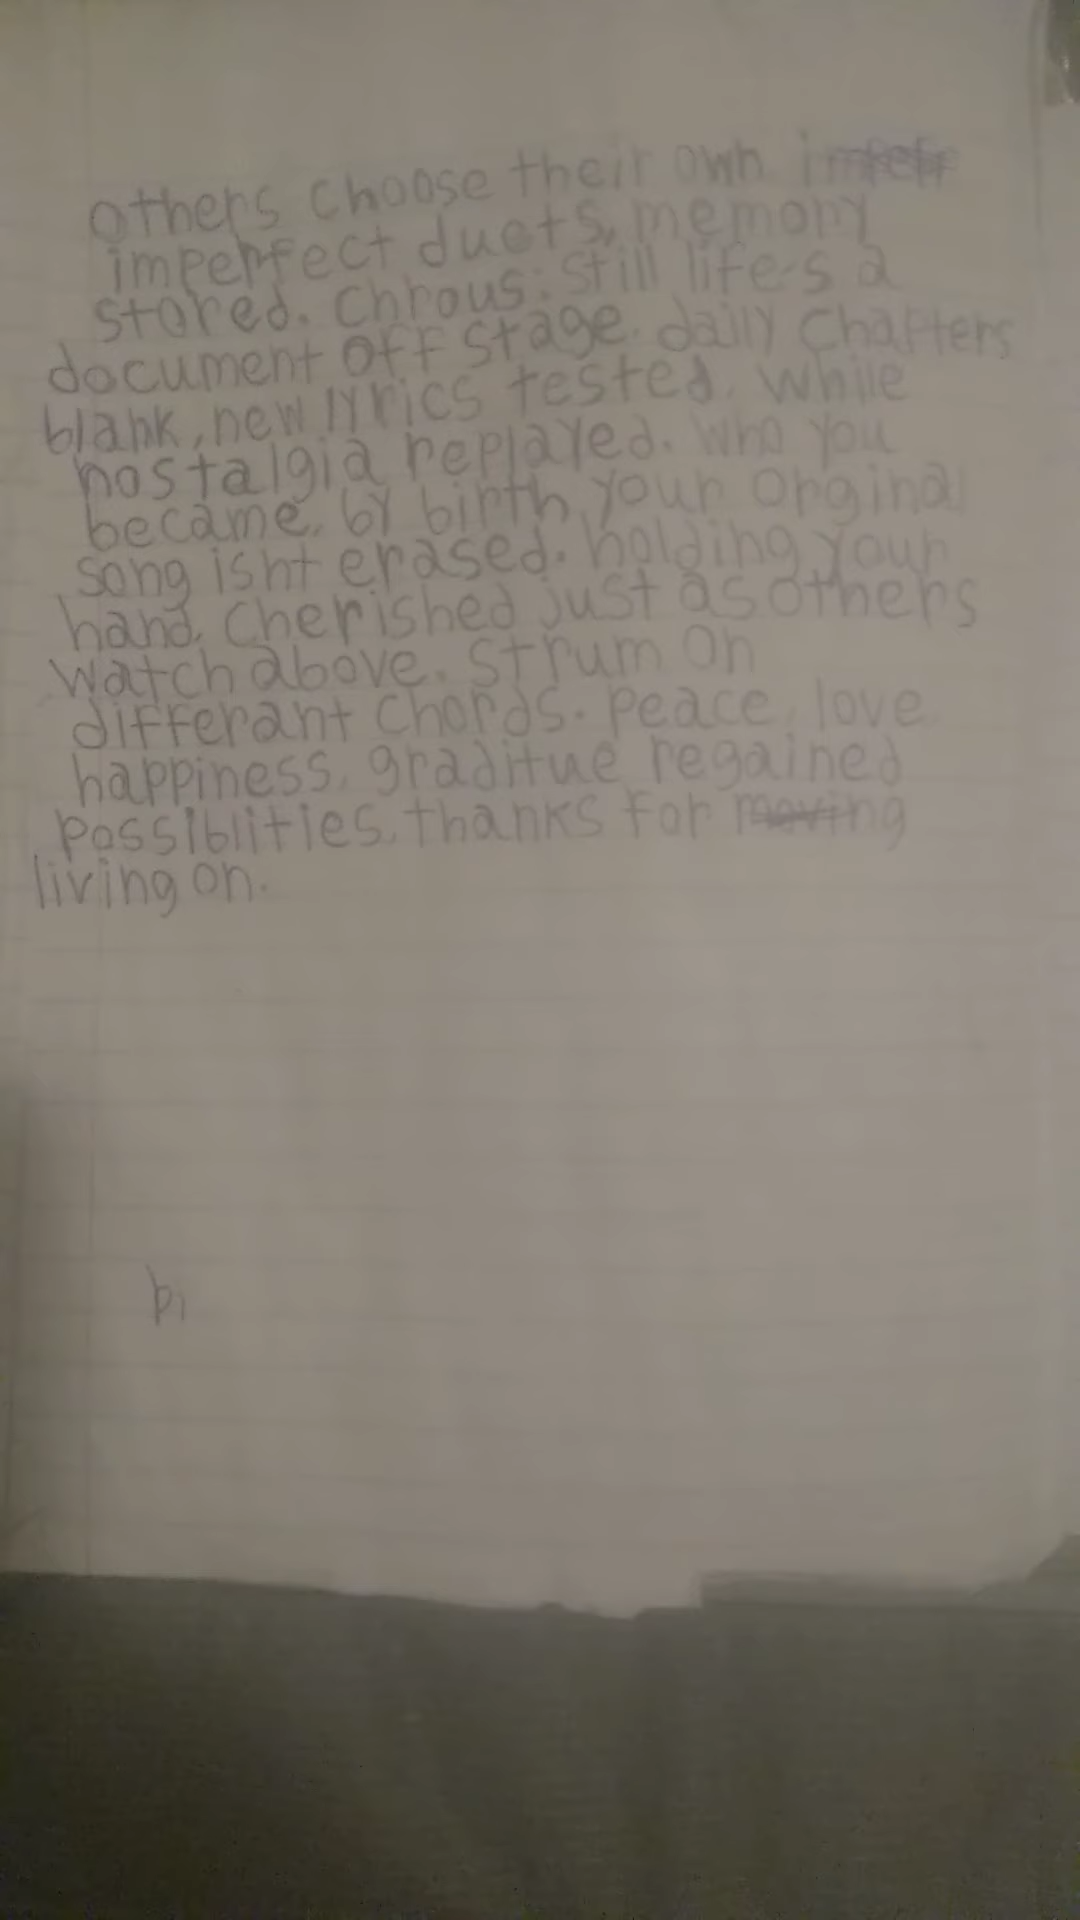 others choose their own
imperfect duets, memory
stored. Chrous: still life's a
document off stage. daily Chapters
blank, new lyrics tested. while
nostalgia replayed. who you
became. by birth, your orginal
song isnt erased. holding your
hand. Cherished just as others
watch above. strum on
differant Chords. peace, love,
happiness. graditue regained
possiblities. thanks for moving
living on.